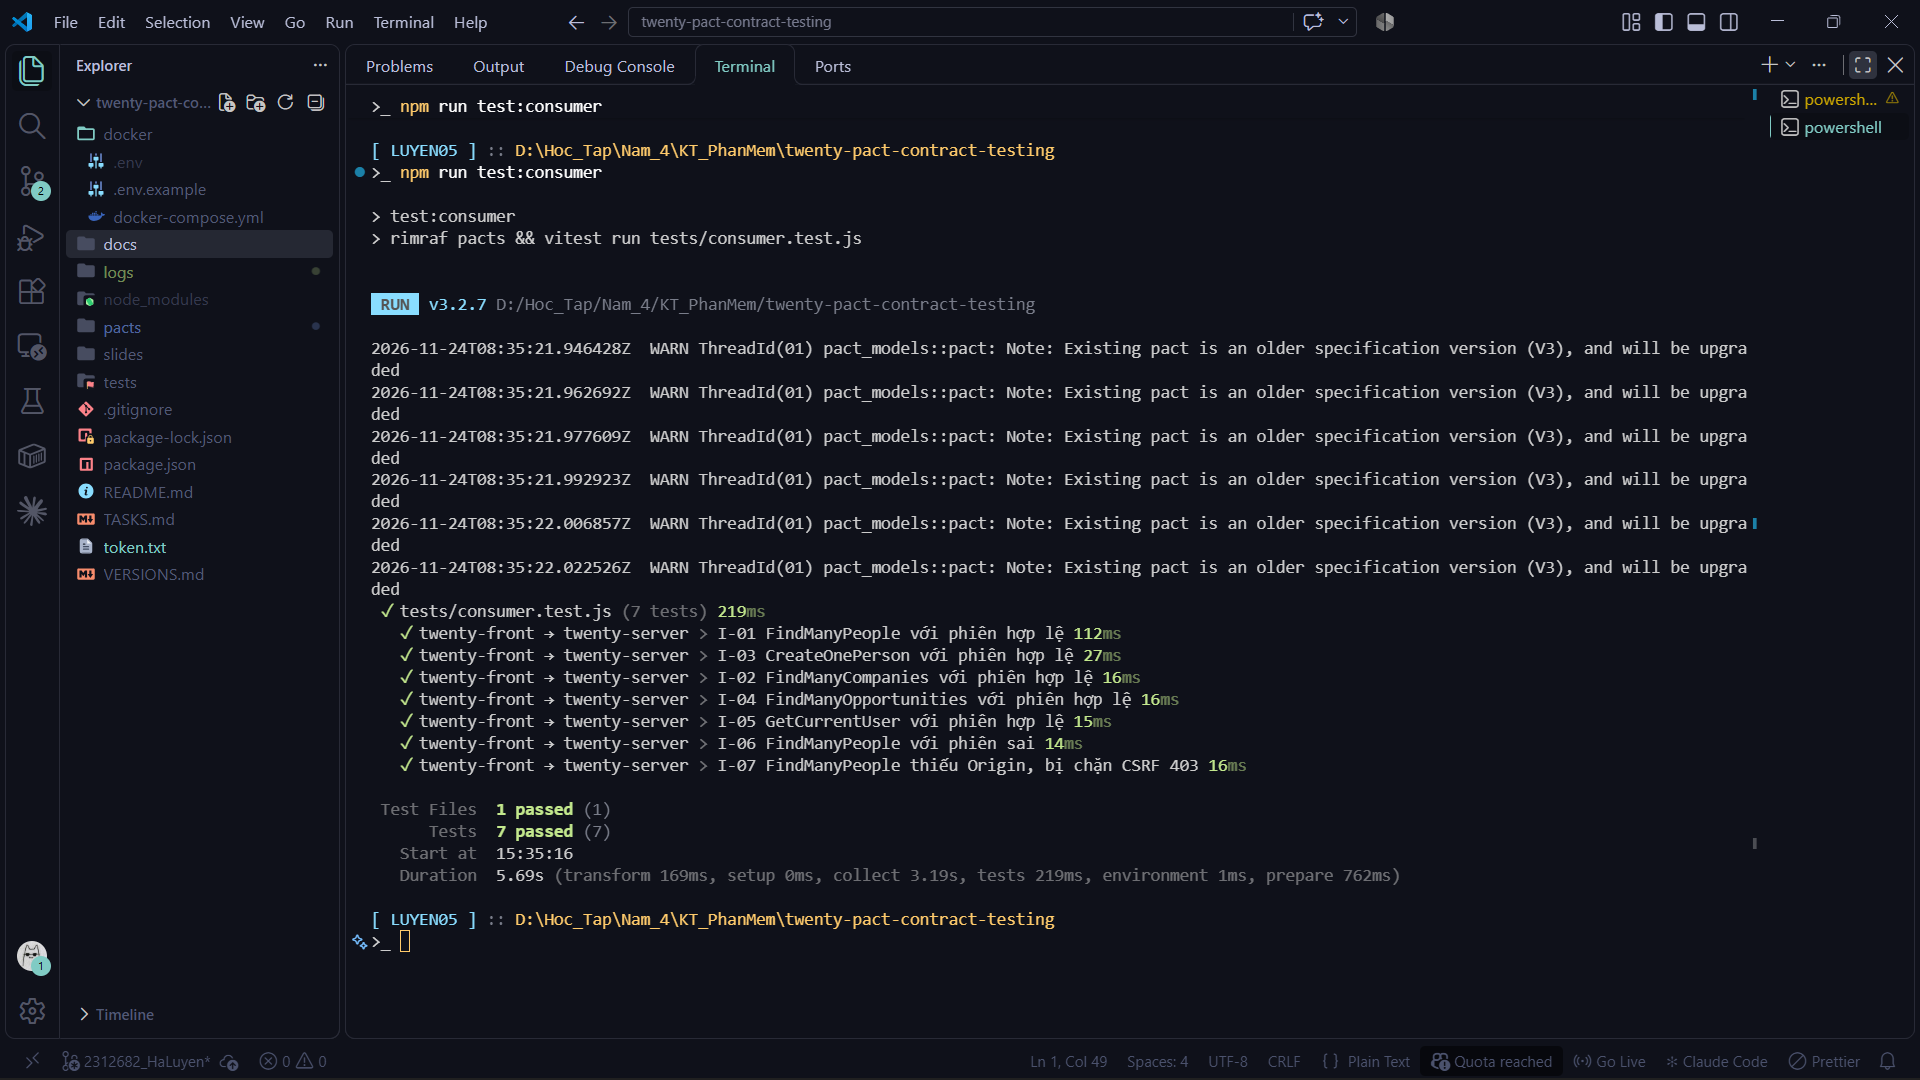 File Edit Selection View Go Run Terminal Help
twenty-pact-contract-testing
Explorer
twenty-pact-co...
docker
.env
.env.example
docker-compose.yml
docs
logs
node_modules
pacts
slides
tests
.gitignore
package-lock.json
package.json
README.md
TASKS.md
token.txt
VERSIONS.md
Timeline
2
1
Problems Output Debug Console Terminal Ports
powersh...
powershell
>_ npm run test:consumer
[ LUYEN05 ] :: D:\Hoc_Tap\Nam_4\KT_PhanMem\twenty-pact-contract-testing
>_ npm run test:consumer
> test:consumer
> rimraf pacts && vitest run tests/consumer.test.js
RUN v3.2.7 D:/Hoc_Tap/Nam_4/KT_PhanMem/twenty-pact-contract-testing
2026-11-24T08:35:21.946428Z  WARN ThreadId(01) pact_models::pact: Note: Existing pact is an older specification version (V3), and will be upgra
ded
2026-11-24T08:35:21.962692Z  WARN ThreadId(01) pact_models::pact: Note: Existing pact is an older specification version (V3), and will be upgra
ded
2026-11-24T08:35:21.977609Z  WARN ThreadId(01) pact_models::pact: Note: Existing pact is an older specification version (V3), and will be upgra
ded
2026-11-24T08:35:21.992923Z  WARN ThreadId(01) pact_models::pact: Note: Existing pact is an older specification version (V3), and will be upgra
ded
2026-11-24T08:35:22.006857Z  WARN ThreadId(01) pact_models::pact: Note: Existing pact is an older specification version (V3), and will be upgra
ded
2026-11-24T08:35:22.022526Z  WARN ThreadId(01) pact_models::pact: Note: Existing pact is an older specification version (V3), and will be upgra
ded
✓ tests/consumer.test.js (7 tests) 219ms
✓ twenty-front → twenty-server > I-01 FindManyPeople với phiên hợp lệ 112ms
✓ twenty-front → twenty-server > I-03 CreateOnePerson với phiên hợp lệ 27ms
✓ twenty-front → twenty-server > I-02 FindManyCompanies với phiên hợp lệ 16ms
✓ twenty-front → twenty-server > I-04 FindManyOpportunities với phiên hợp lệ 16ms
✓ twenty-front → twenty-server > I-05 GetCurrentUser với phiên hợp lệ 15ms
✓ twenty-front → twenty-server > I-06 FindManyPeople với phiên sai 14ms
✓ twenty-front → twenty-server > I-07 FindManyPeople thiếu Origin, bị chặn CSRF 403 16ms
Test Files  1 passed (1)
Tests  7 passed (7)
Start at  15:35:16
Duration  5.69s (transform 169ms, setup 0ms, collect 3.19s, tests 219ms, environment 1ms, prepare 762ms)
[ LUYEN05 ] :: D:\Hoc_Tap\Nam_4\KT_PhanMem\twenty-pact-contract-testing
>_
2312682_HaLuyen* 0 0 Ln 1, Col 49 Spaces: 4 UTF-8 CRLF { } Plain Text Quota reached Go Live Claude Code Prettier